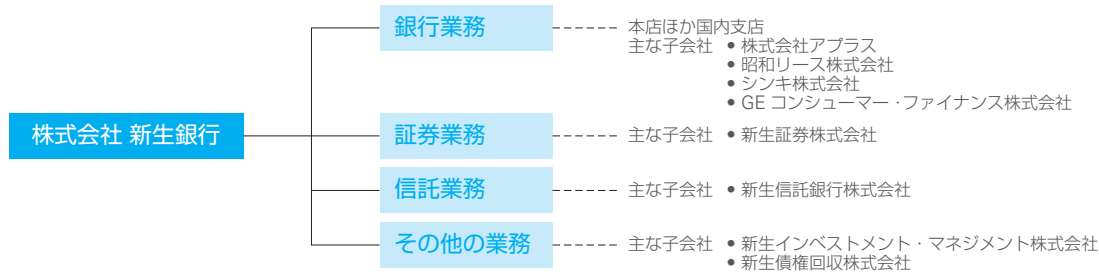 株式会社 新生銀行
銀行業務
本店ほか国内支店
主な子会社 ● 株式会社アプラス
● 昭和リース株式会社
● シンキ株式会社
● GE コンシューマー・ファイナンス株式会社
証券業務
主な子会社 ● 新生証券株式会社
信託業務
主な子会社 ● 新生信託銀行株式会社
その他の業務
主な子会社 ● 新生インベストメント・マネジメント株式会社
● 新生債権回収株式会社